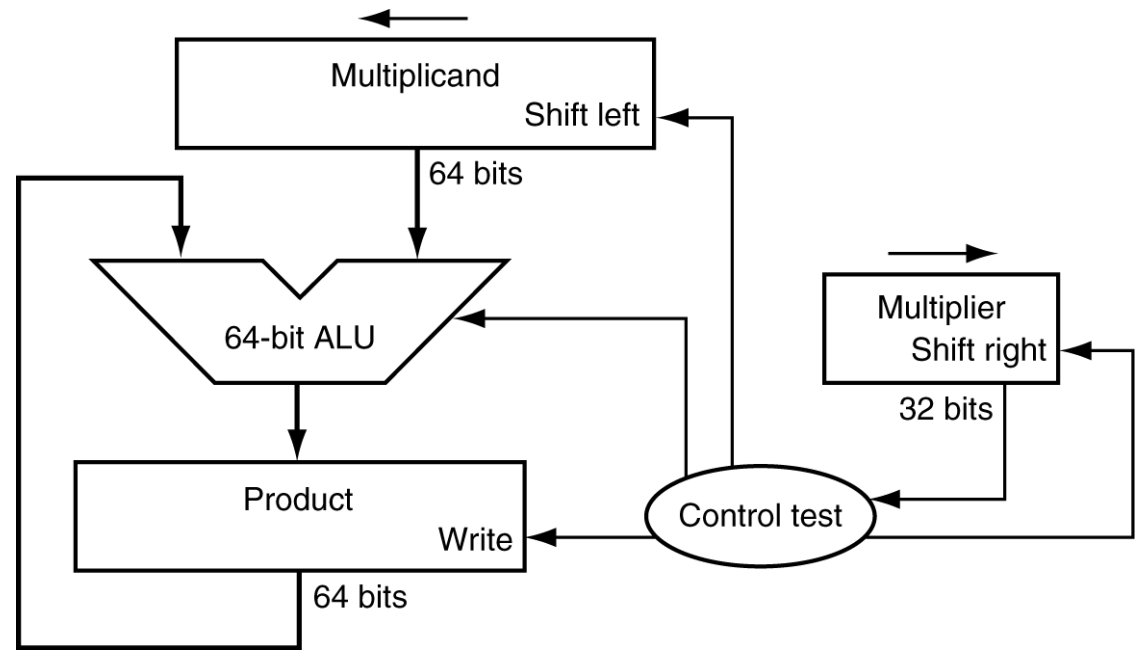 Multiplicand
Shift left
64 bits
64-bit ALU
Multiplier
Shift right
32 bits
Product
Write
Control test
64 bits